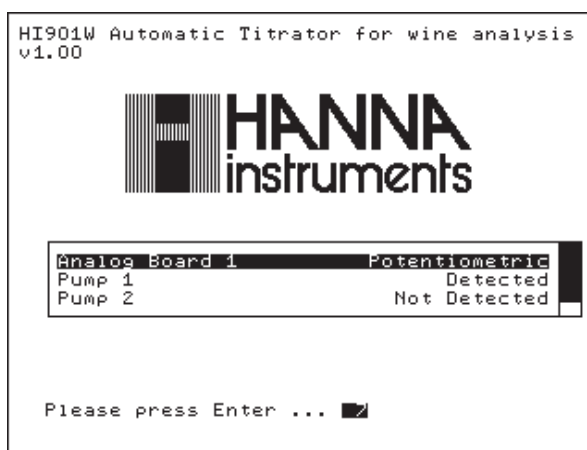 HI901W Automatic Titrator for wine analysis
v1.00
HANNA
instruments
Analog Board 1 Potentiometric
Pump 1 Detected
Pump 2 Not Detected
Please press Enter ...